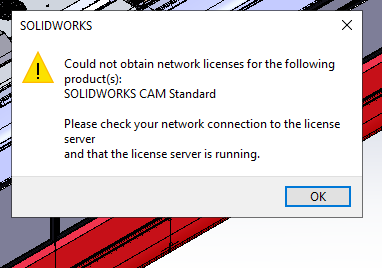 SOLIDWORKS
Could not obtain network licenses for the following
product(s):
SOLIDWORKS CAM Standard
Please check your network connection to the license
server
and that the license server is running.
OK